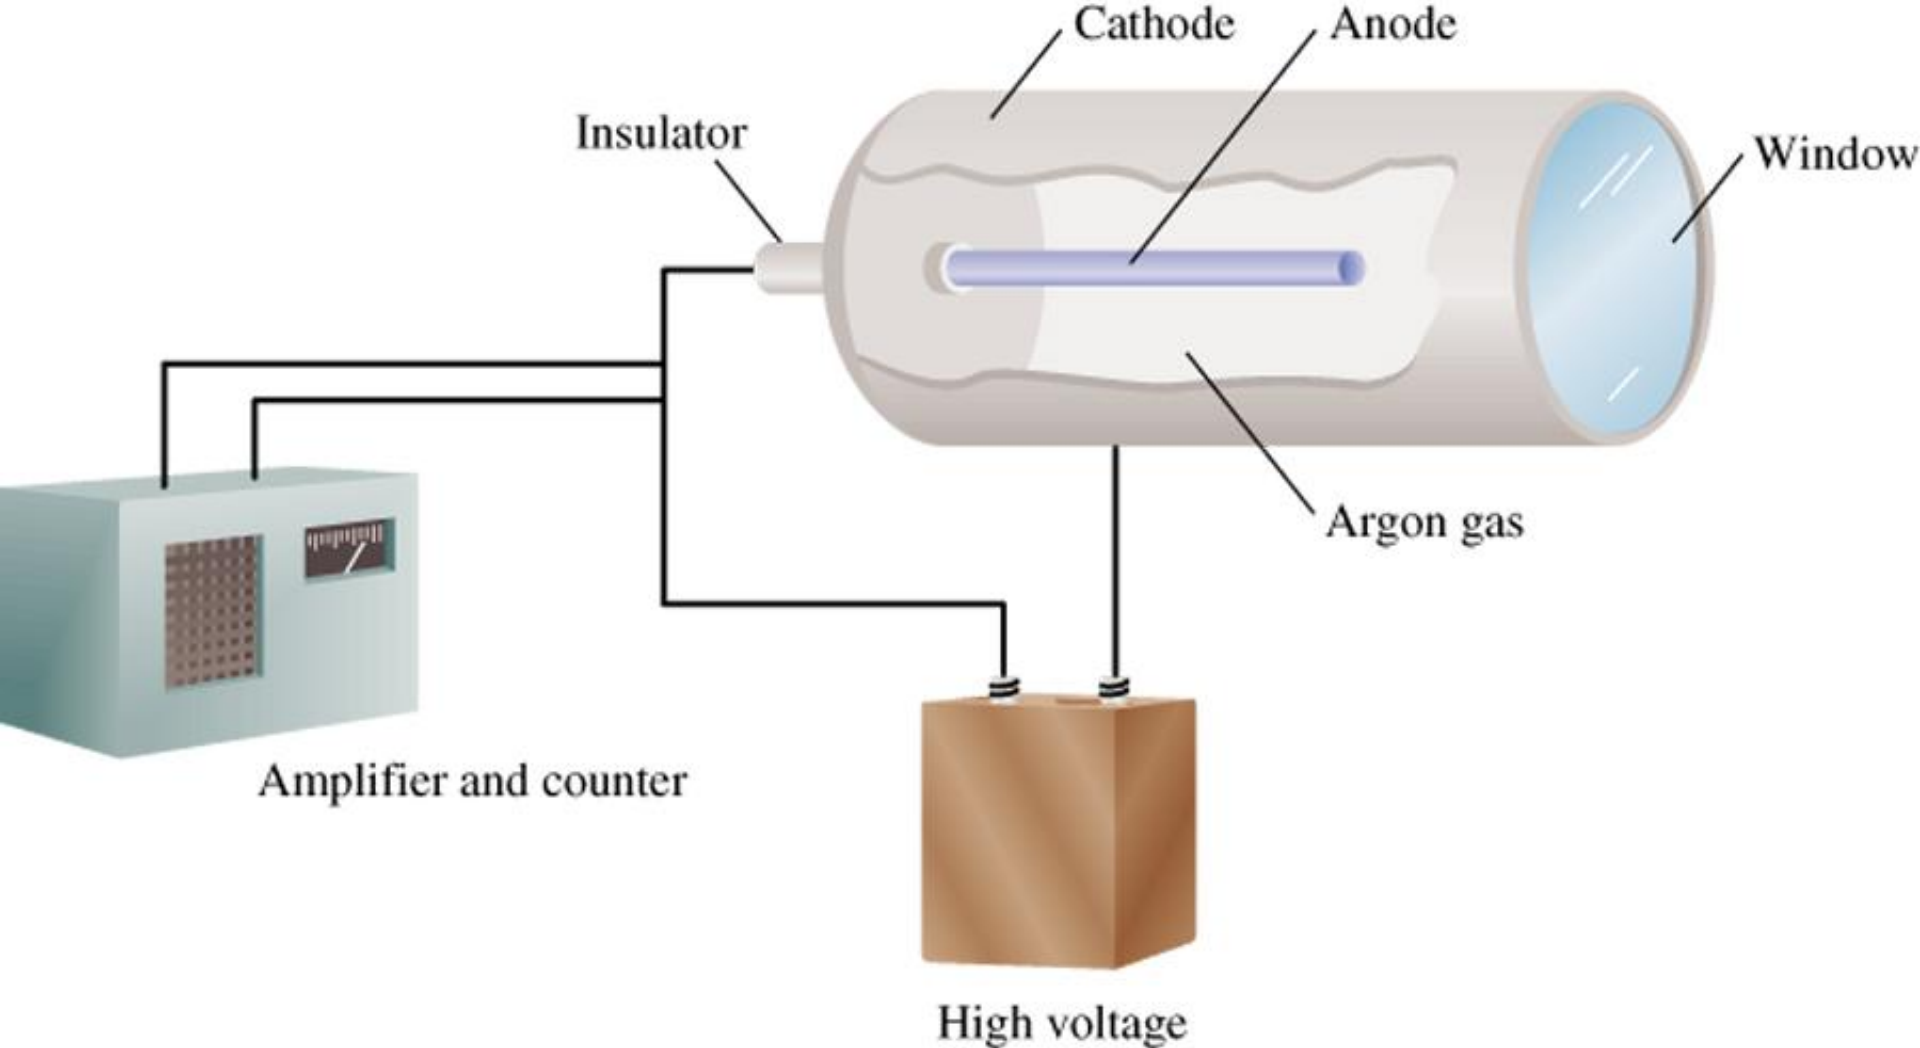 Cathode
Anode
Insulator
Window
Argon gas
Amplifier and counter
High voltage